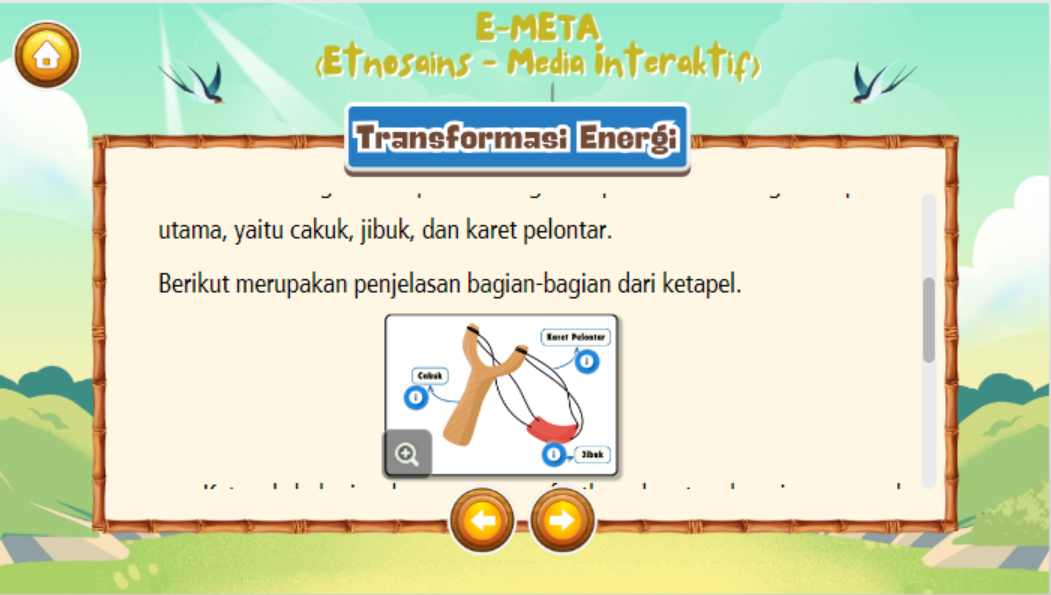 E-META
(Etnosains - Media interaktif)
Transformasi Energi
utama, yaitu cakuk, jibuk, dan karet pelontar.
Berikut merupakan penjelasan bagian-bagian dari ketapel.
Karet Pelontar
Cakuk
Jibuk